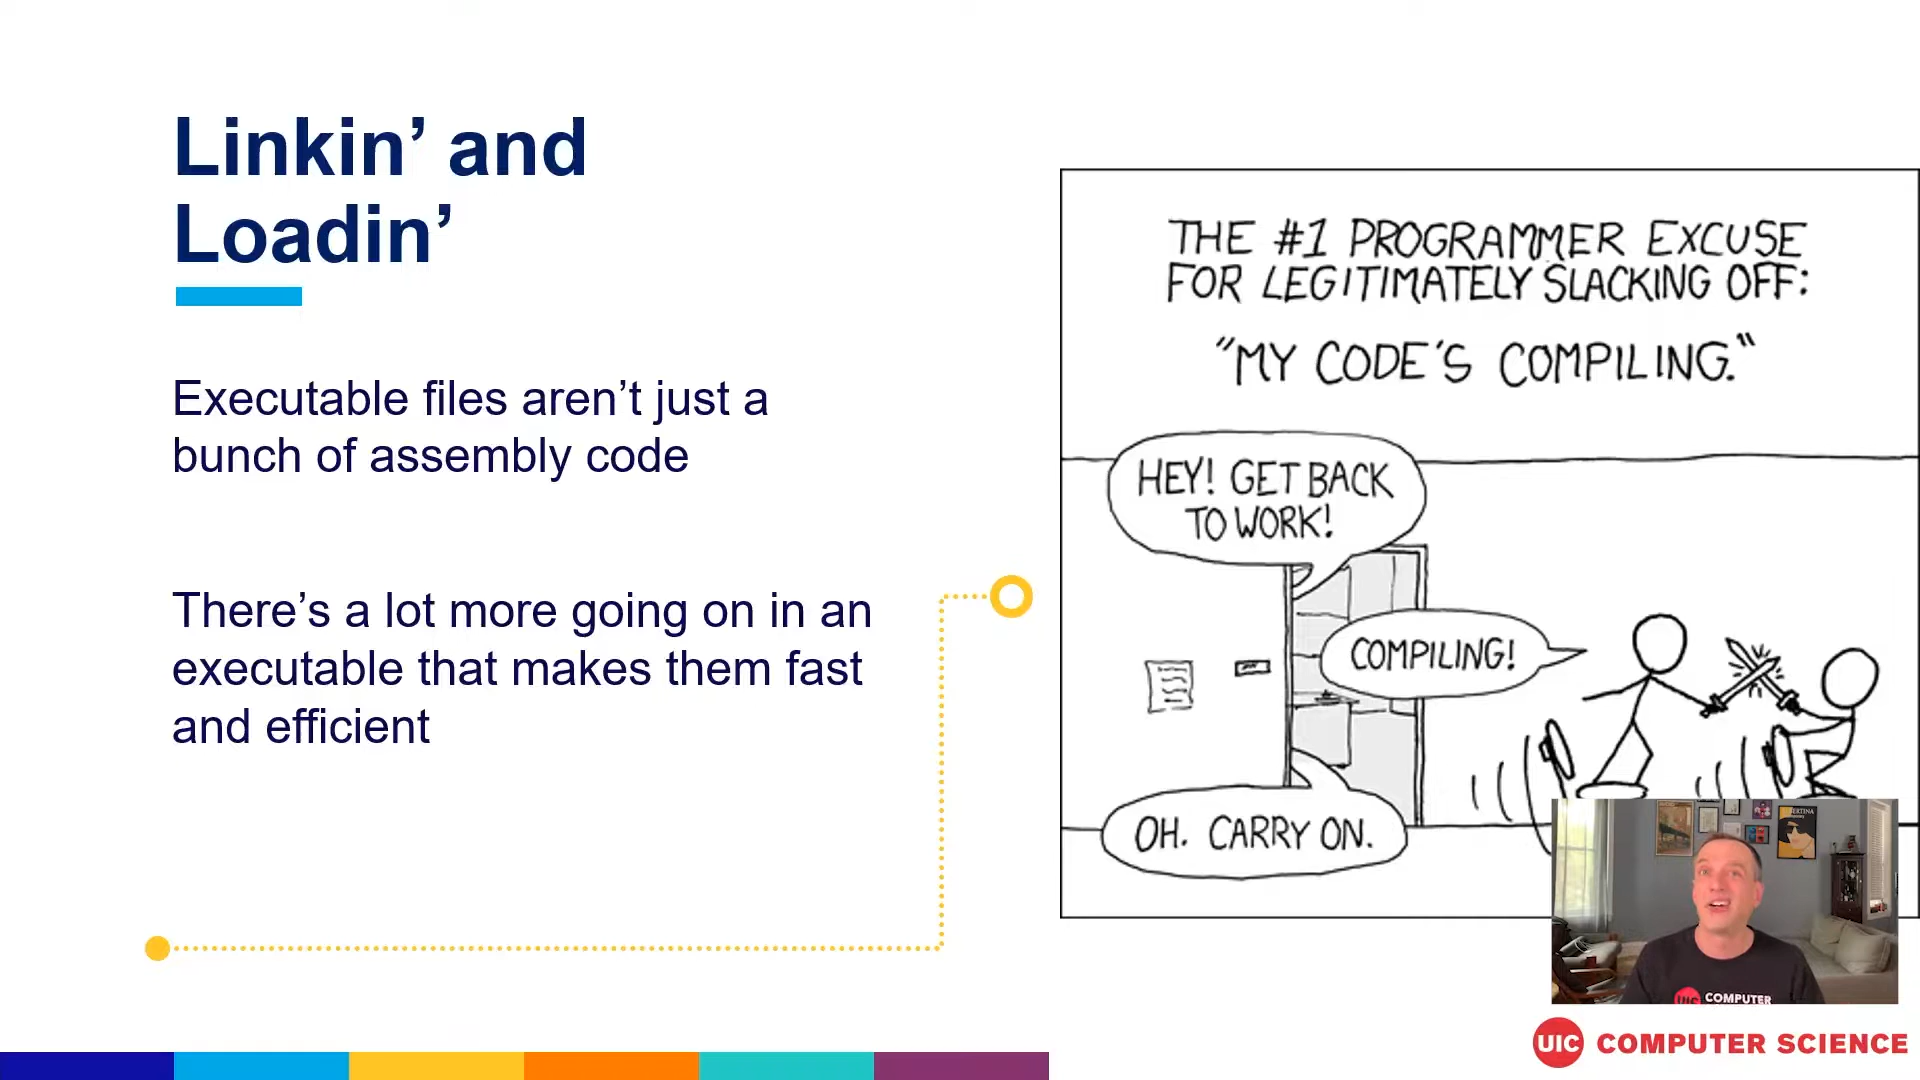 Linkin’ and
Loadin’
Executable files aren’t just a
bunch of assembly code
There’s a lot more going on in an
executable that makes them fast
and efficient
THE #1 PROGRAMMER EXCUSE
FOR LEGITIMATELY SLACKING OFF:
"MY CODE'S COMPILING."
HEY! GET BACK
TO WORK!
COMPILING!
OH. CARRY ON.
UIC COMPUTER
UIC COMPUTER SCIENCE